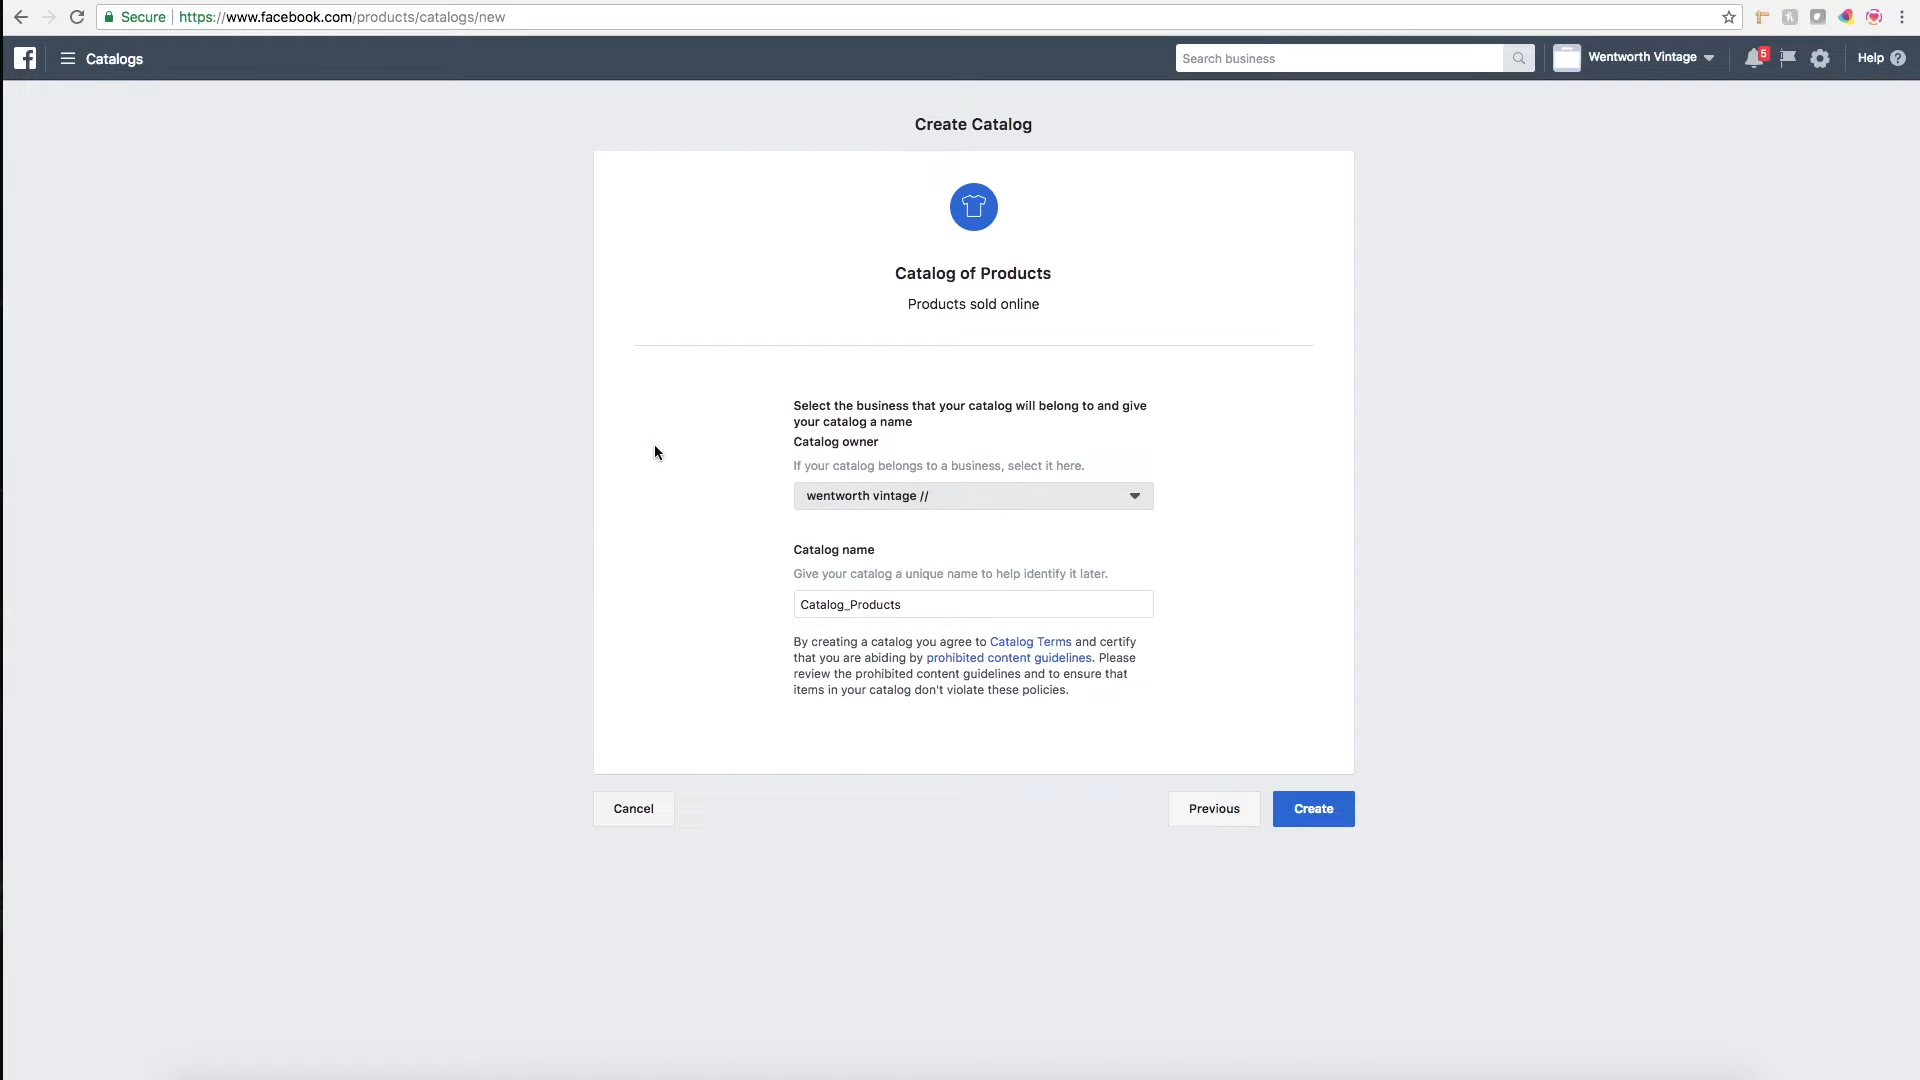 Secure https://www.facebook.com/products/catalogs/new
Catalogs
Search business
Wentworth Vintage
5
Help
Create Catalog
Catalog of Products
Products sold online
Select the business that your catalog will belong to and give
your catalog a name
Catalog owner
If your catalog belongs to a business, select it here.
wentworth vintage //
Catalog name
Give your catalog a unique name to help identify it later.
Catalog_Products
By creating a catalog you agree to Catalog Terms and certify
that you are abiding by prohibited content guidelines. Please
review the prohibited content guidelines and to ensure that
items in your catalog don't violate these policies.
Cancel
Previous
Create